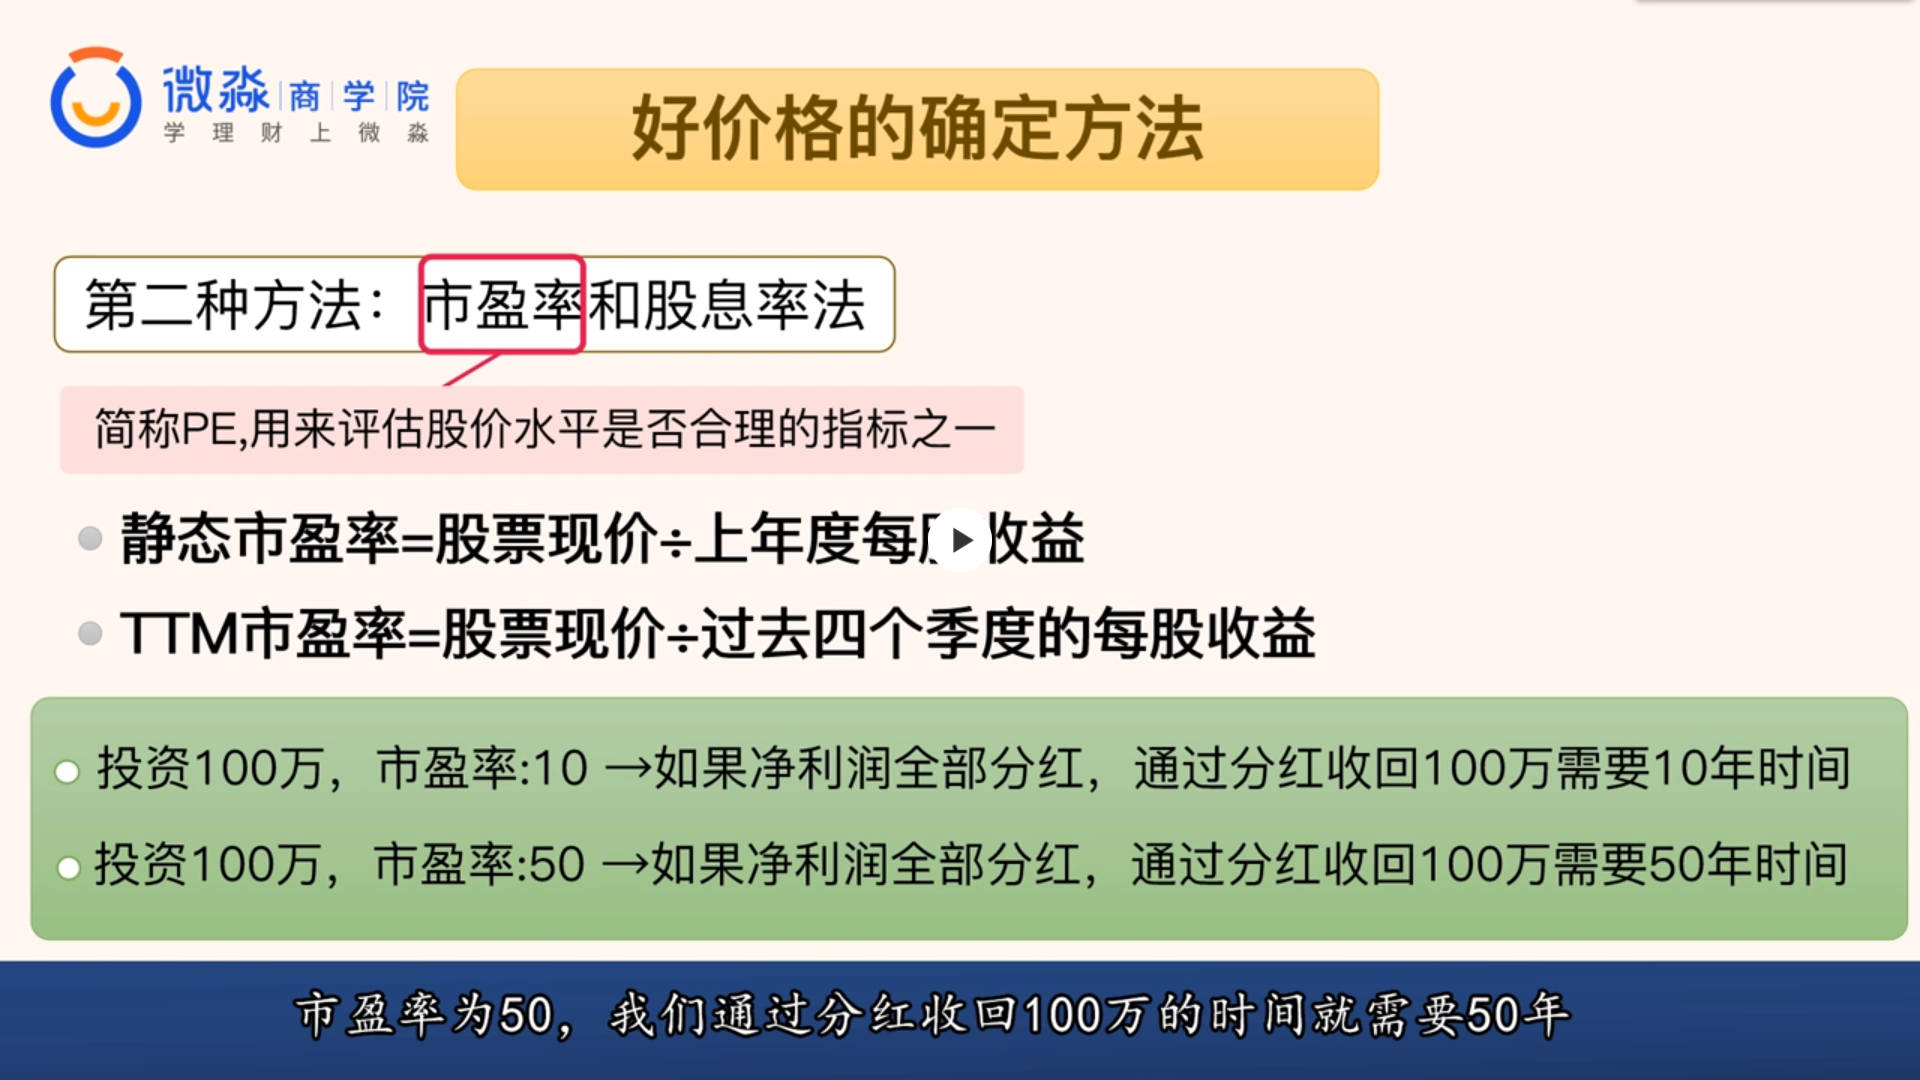 微淼 商 学 院
学理财上微淼
好价格的确定方法
第二种方法：市盈率和股息率法
简称PE,用来评估股价水平是否合理的指标之一
静态市盈率=股票现价÷上年度每 收益
TTM市盈率=股票现价÷过去四个季度的每股收益
投资100万，市盈率:10 →如果净利润全部分红，通过分红收回100万需要10年时间
投资100万，市盈率:50 →如果净利润全部分红，通过分红收回100万需要50年时间
市盈率为50，我们通过分红收回100万的时间就需要50年